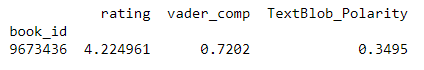 rating vader_comp TextBlob_Polarity
book_id
9673436 4.224961 0.7202 0.3495